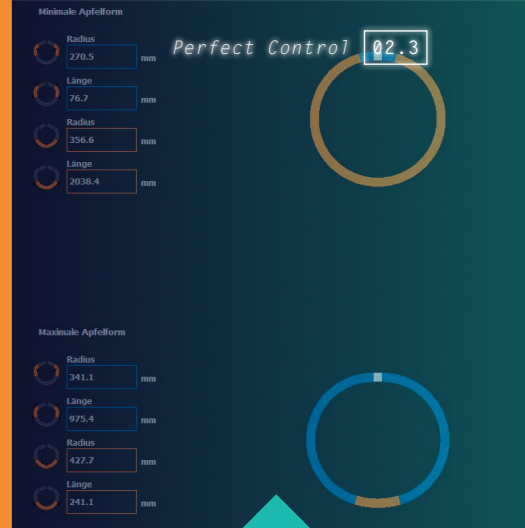 Minimale Apfelform
Perfect Control 02.3
Radius
270.5 mm
Länge
76.7 mm
Radius
356.6 mm
Länge
2038.4 mm
Maximale Apfelform
Radius
341.1 mm
Länge
975.4 mm
Radius
427.7 mm
Länge
241.1 mm